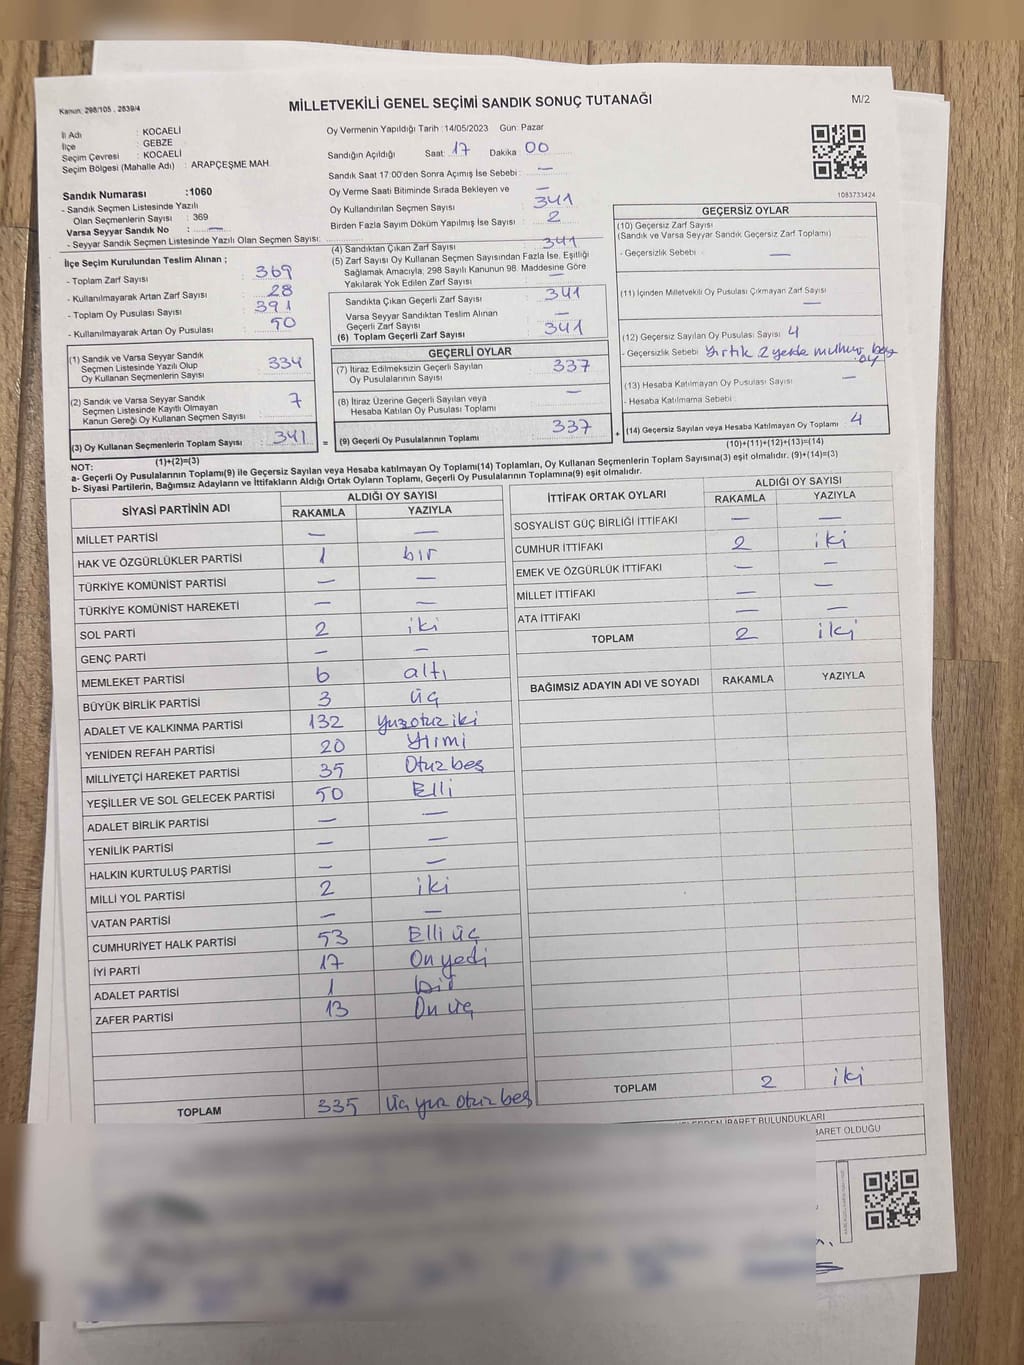 Kanun: 298/105 , 2839/4
MİLLETVEKİLİ GENEL SEÇİMİ SANDIK SONUÇ TUTANAĞI
M/2
İl Adı : KOCAELİ
İlçe : GEBZE
Seçim Çevresi : KOCAELİ
Seçim Bölgesi (Mahalle Adı) : ARAPÇEŞME MAH.
Sandık Numarası :1060
- Sandık Seçmen Listesinde Yazılı
Olan Seçmenlerin Sayısı : 369
Varsa Seyyar Sandık No : —
- Seyyar Sandık Seçmen Listesinde Yazılı Olan Seçmen Sayısı:
Oy Vermenin Yapıldığı Tarih :14/05/2023 Gün: Pazar
Sandığın Açıldığı Saat: 17 Dakika 00
Sandık Saat 17:00'den Sonra Açımış İse Sebebi : —
Oy Verme Saati Bitiminde Sırada Bekleyen ve —
Oy Kullandırılan Seçmen Sayısı 341
Birden Fazla Sayım Döküm Yapılmış İse Sayısı 2
1083733424
İlçe Seçim Kurulundan Teslim Alınan ;
- Toplam Zarf Sayısı 369
- Kullanılmayarak Artan Zarf Sayısı 28
- Toplam Oy Pusulası Sayısı 391
- Kullanılmayarak Artan Oy Pusulası 50
(1) Sandık ve Varsa Seyyar Sandık
Seçmen Listesinde Yazılı Olup
Oy Kullanan Seçmenlerin Sayısı 334
(2) Sandık ve Varsa Seyyar Sandık
Seçmen Listesinde Kayıtlı Olmayan
Kanun Gereği Oy Kullanan Seçmen Sayısı 7
(3) Oy Kullanan Seçmenlerin Toplam Sayısı : 341 =
(1)+(2)=(3)
(4) Sandıktan Çıkan Zarf Sayısı 341
(5) Zarf Sayısı Oy Kullanan Seçmen Sayısından Fazla İse, Eşitliği
Sağlamak Amacıyla, 298 Sayılı Kanunun 98. Maddesine Göre
Yakılarak Yok Edilen Zarf Sayısı —
Sandıkta Çıkan Geçerli Zarf Sayısı 341
Varsa Seyyar Sandıktan Teslim Alınan
Geçerli Zarf Sayısı —
(6) Toplam Geçerli Zarf Sayısı 341
GEÇERLİ OYLAR
(7) İtiraz Edilmeksizin Geçerli Sayılan
Oy Pusulalarının Sayısı 337
(8) İtiraz Üzerine Geçerli Sayılan veya
Hesaba Katılan Oy Pusulası Toplamı —
(9) Geçerli Oy Pusulalarının Toplamı 337 +
GEÇERSİZ OYLAR
(10) Geçersiz Zarf Sayısı
(Sandık ve Varsa Seyyar Sandık Geçersiz Zarf Toplamı)
- Geçersizlik Sebebi : —
(11) İçinden Milletvekili Oy Pusulası Çıkmayan Zarf Sayısı
—
(12) Geçersiz Sayılan Oy Pusulası Sayısı 4
- Geçersizlik Sebebi Yırtık 2 yerde mühür, boş
oy
(13) Hesaba Katılmayan Oy Pusulası Sayısı —
- Hesaba Katılmama Sebebi :
(14) Geçersiz Sayılan veya Hesaba Katılmayan Oy Toplamı 4
(10)+(11)+(12)+(13)=(14)
NOT:
a- Geçerli Oy Pusulalarının Toplamı(9) ile Geçersiz Sayılan veya Hesaba katılmayan Oy Toplamı(14) Toplamları, Oy Kullanan Seçmenlerin Toplam Sayısına(3) eşit olmalıdır. (9)+(14)=(3)
b- Siyasi Partilerin, Bağımsız Adayların ve İttifakların Aldığı Ortak Oyların Toplamı, Geçerli Oy Pusulalarının Toplamına(9) eşit olmalıdır.
SİYASİ PARTİNİN ADI ALDIĞI OY SAYISI
RAKAMLA YAZIYLA
MİLLET PARTİSİ — —
HAK VE ÖZGÜRLÜKLER PARTİSİ 1 bir
TÜRKİYE KOMÜNİST PARTİSİ — —
TÜRKİYE KOMÜNİST HAREKETİ — —
SOL PARTİ 2 iki
GENÇ PARTİ — —
MEMLEKET PARTİSİ 6 altı
BÜYÜK BİRLİK PARTİSİ 3 üç
ADALET VE KALKINMA PARTİSİ 132 yüzotuziki
YENİDEN REFAH PARTİSİ 20 Yirmi
MİLLİYETÇİ HAREKET PARTİSİ 35 Otuzbeş
YEŞİLLER VE SOL GELECEK PARTİSİ 50 Elli
ADALET BİRLİK PARTİSİ — —
YENİLİK PARTİSİ — —
HALKIN KURTULUŞ PARTİSİ — —
MİLLİ YOL PARTİSİ 2 iki
VATAN PARTİSİ — —
CUMHURİYET HALK PARTİSİ 53 Elli üç
İYİ PARTİ 17 Onyedi
ADALET PARTİSİ 1 bir
ZAFER PARTİSİ 13 On üç
TOPLAM 335 Üç yüz otuz beş
İTTİFAK ORTAK OYLARI ALDIĞI OY SAYISI
RAKAMLA YAZIYLA
SOSYALİST GÜÇ BİRLİĞİ İTTİFAKI — —
CUMHUR İTTİFAKI 2 iki
EMEK VE ÖZGÜRLÜK İTTİFAKI — —
MİLLET İTTİFAKI — —
ATA İTTİFAKI — —
TOPLAM 2 iki
BAĞIMSIZ ADAYIN ADI VE SOYADI RAKAMLA YAZIYLA
TOPLAM 2 iki
İBARET BULUNDUKLARI
BARET OLDUĞU